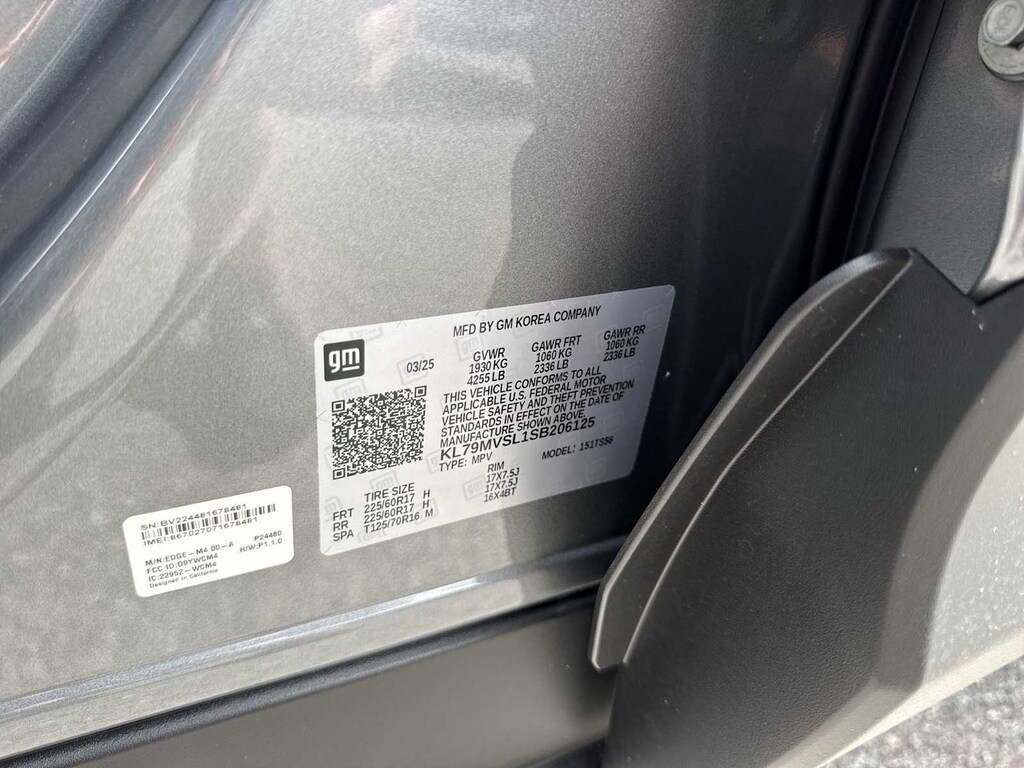 MFD BY GM KOREA COMPANY
gm
03/25
GVWR GAWR FRT GAWR RR
1930 KG 1060 KG 1060 KG
4255 LB 2336 LB 2336 LB
THIS VEHICLE CONFORMS TO ALL
APPLICABLE U.S. FEDERAL MOTOR
VEHICLE SAFETY AND THEFT PREVENTION
STANDARDS IN EFFECT ON THE DATE OF
MANUFACTURE SHOWN ABOVE.
KL79MVSL1SB206125
TYPE: MPV MODEL: 151TS56
TIRE SIZE RIM
FRT 225/60R17 H 17X7.5J
RR 225/60R17 H 17X7.5J
SPA T125/70R16 M 16X4BT
SN:BV224481678481
IMEI:867027071678481
M/N:EDGE-M4 00-A P24480
FCC ID:O9YWCM4 H/W:P1.1.0
IC:22952-WCM4
Designed in California